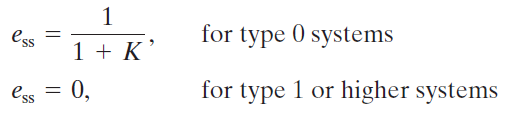 e_ss = 1 / (1 + K), for type 0 systems
e_ss = 0, for type 1 or higher systems